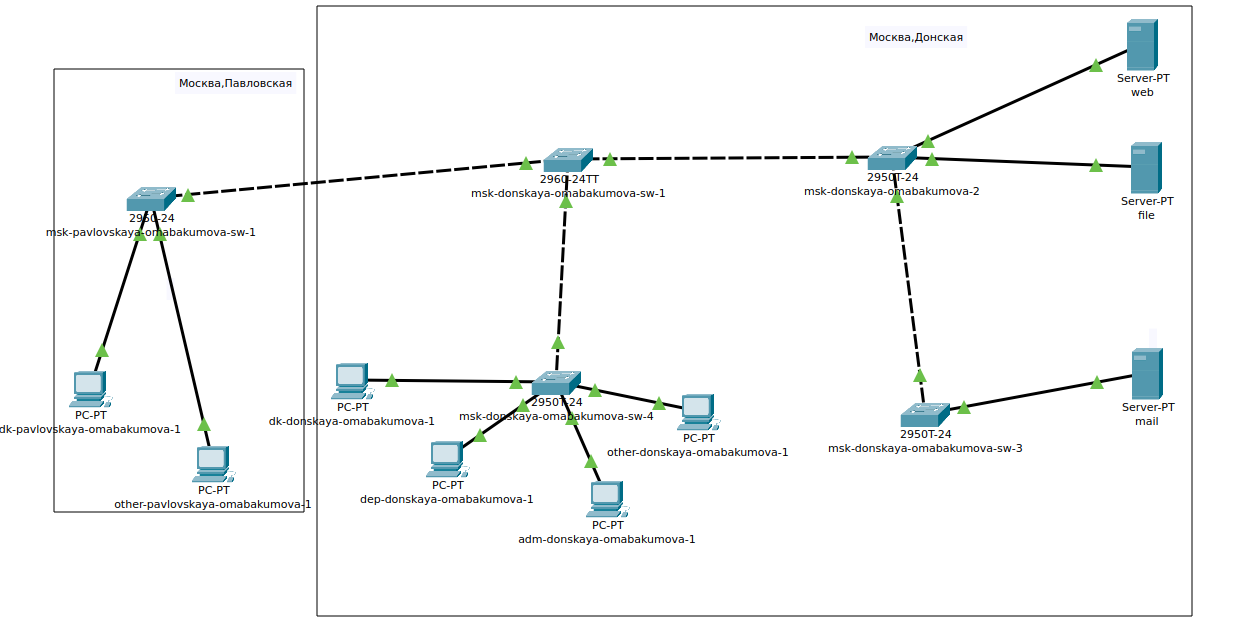 Москва,Донская
Москва,Павловская
Server-PT
web
2960-24TT
msk-donskaya-omabakumova-sw-1
2950T-24
msk-donskaya-omabakumova-2
Server-PT
file
2950-24
msk-pavlovskaya-omabakumova-sw-1
PC-PT
dk-pavlovskaya-omabakumova-1
PC-PT
other-pavlovskaya-omabakumova-1
PC-PT
dk-donskaya-omabakumova-1
2950T-24
msk-donskaya-omabakumova-sw-4
PC-PT
other-donskaya-omabakumova-1
PC-PT
dep-donskaya-omabakumova-1
PC-PT
adm-donskaya-omabakumova-1
2950T-24
msk-donskaya-omabakumova-sw-3
Server-PT
mail